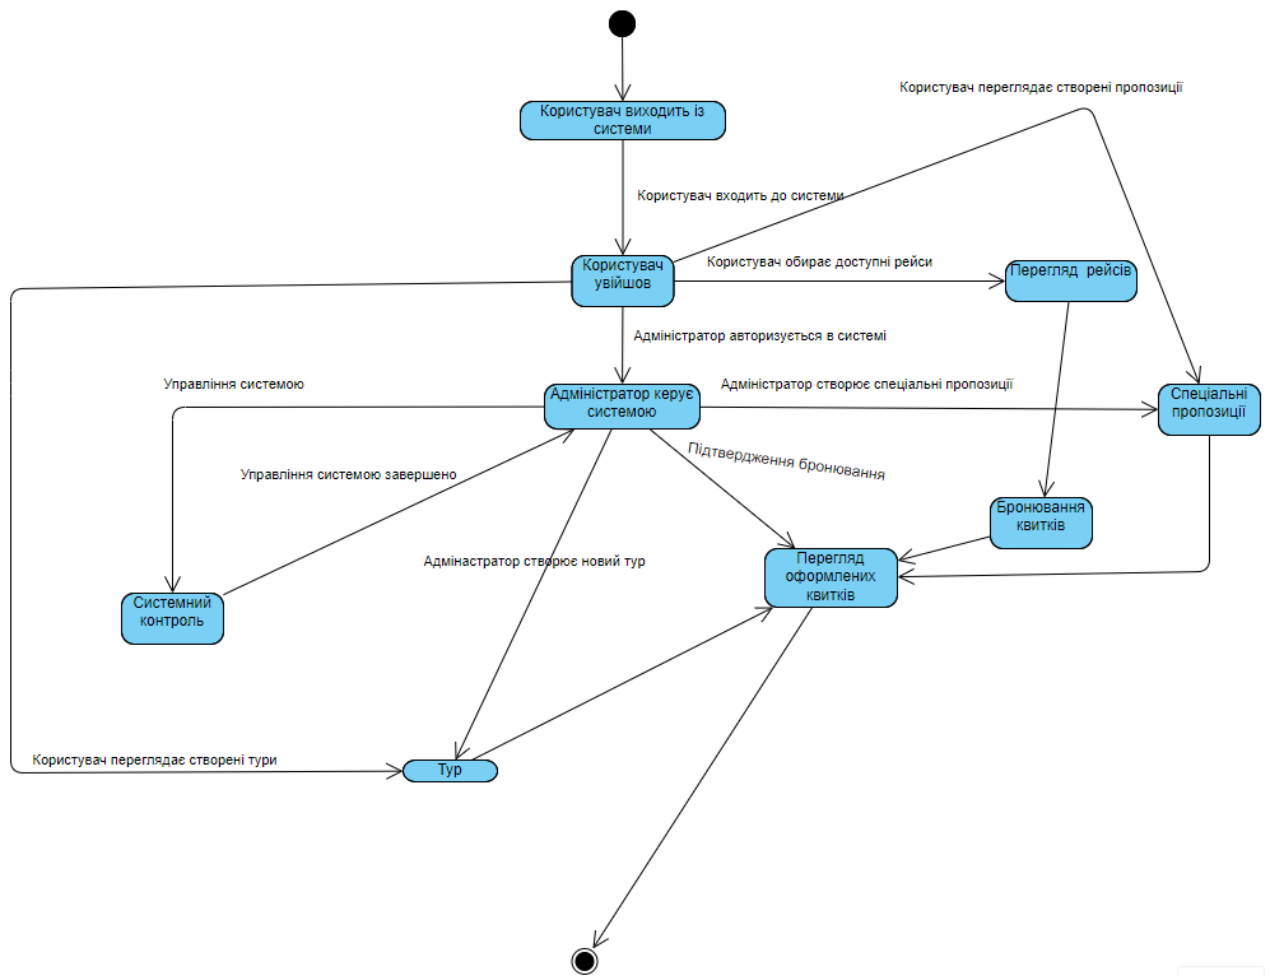 Користувач переглядає створені пропозиції
Користувач виходить із
системи
Користувач входить до системи
Користувач
увійшов
Користувач обирає доступні рейси
Перегляд рейсів
Адміністратор авторизується в системі
Управління системою
Адміністратор керує
системою
Адміністратор створює спеціальні пропозиції
Спеціальні
пропозиції
Підтвердження бронювання
Управління системою завершено
Бронювання
квитків
Адмінастратор створює новий тур
Перегляд
оформлених
квитків
Системний
контроль
Користувач переглядає створені тури
Тур